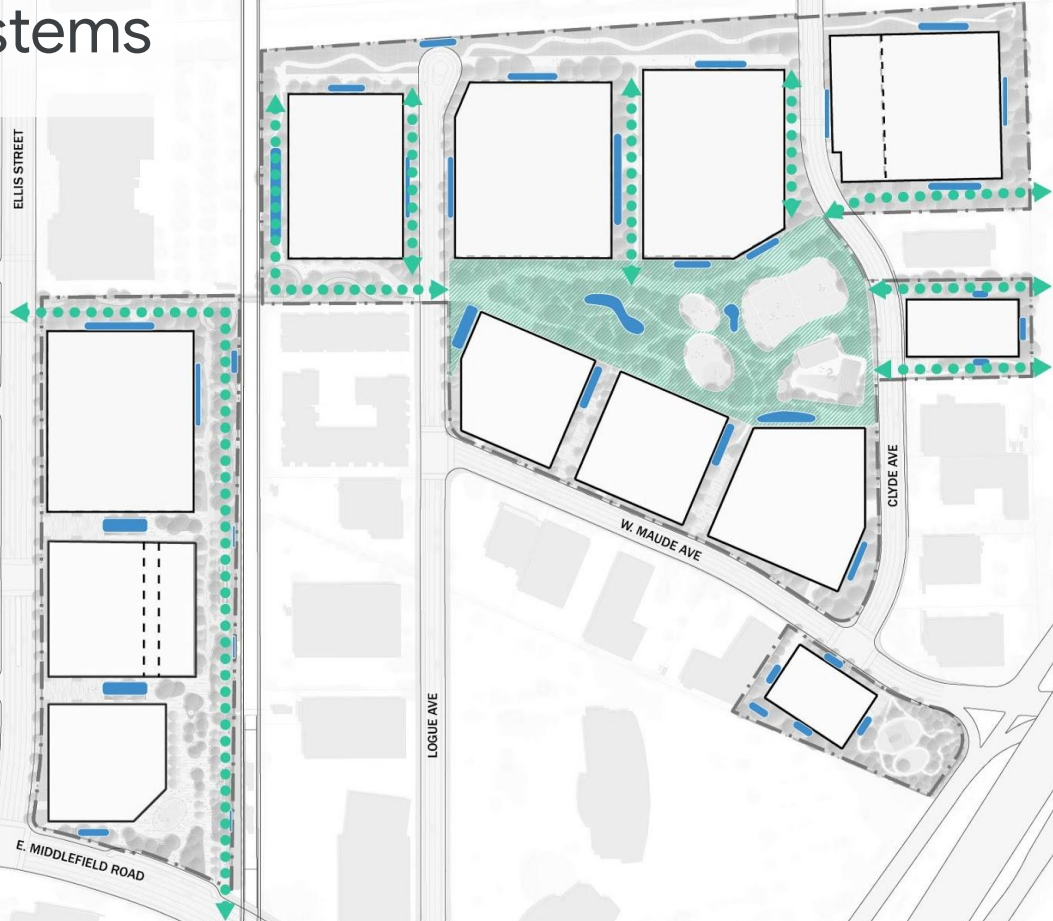 stems
ELLIS STREET
CLYDE AVE
W. MAUDE AVE
LOGUE AVE
E. MIDDLEFIELD ROAD